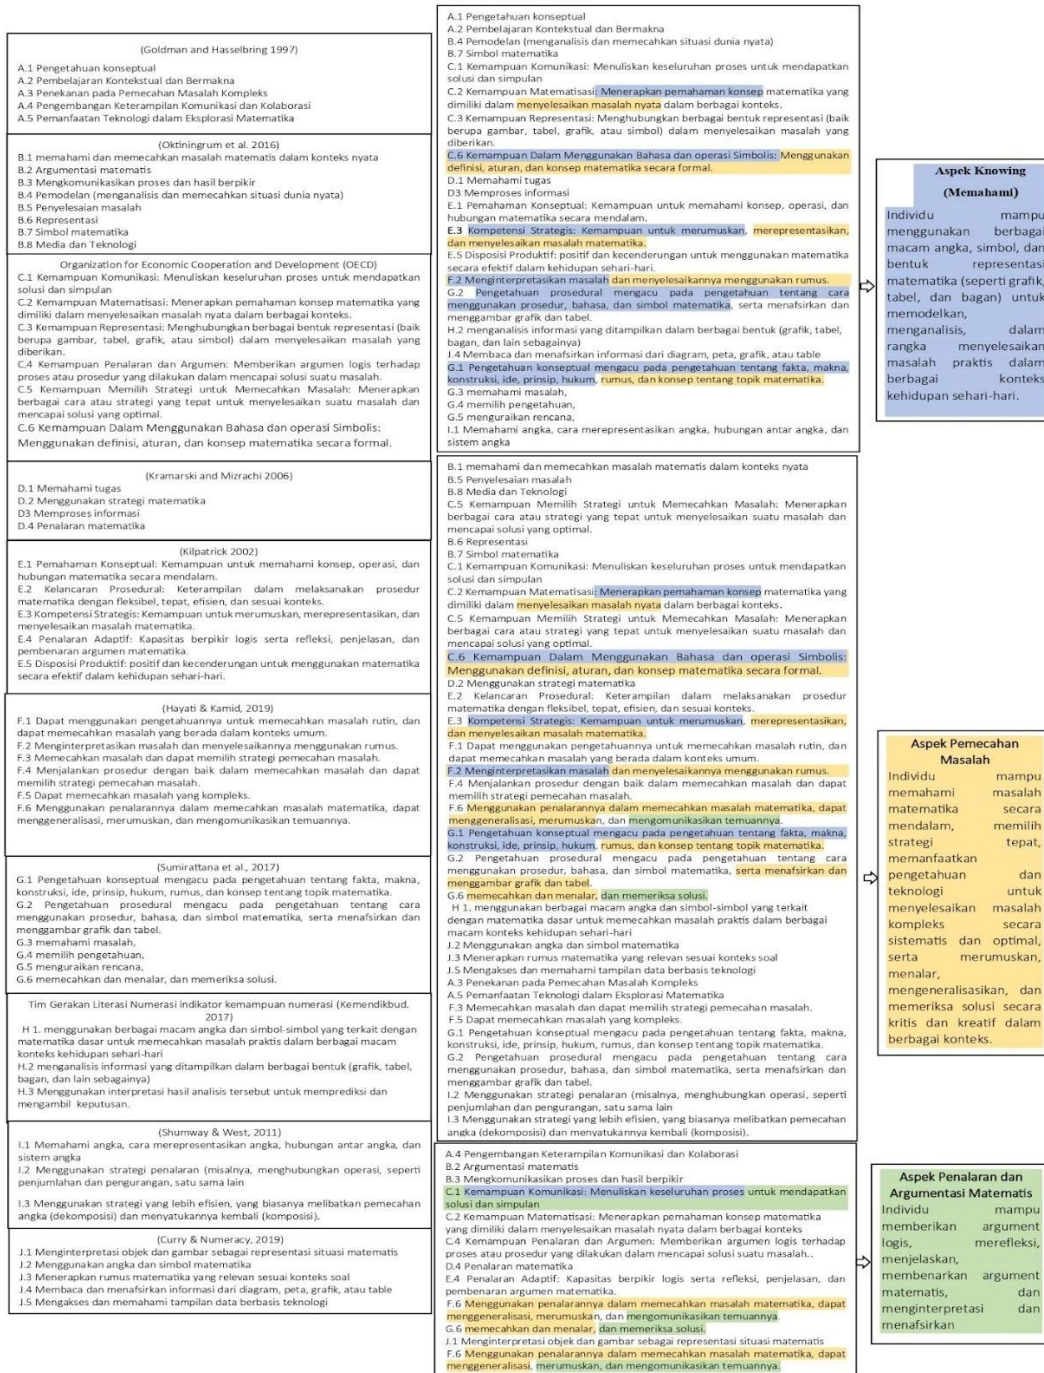 (Goldman and Hasselbring 1997)
A.1 Pengetahuan konseptual
A.2 Pembelajaran Kontekstual dan Bermakna
A.3 Penekanan pada Pemecahan Masalah Kompleks
A.4 Pengembangan Keterampilan Komunikasi dan Kolaborasi
A.5 Pemanfaatan Teknologi dalam Eksplorasi Matematika
(Oktiningrum et al. 2016)
B.1 memahami dan memecahkan masalah matematis dalam konteks nyata
B.2 Argumentasi matematis
B.3 Mengkomunikasikan proses dan hasil berpikir
B.4 Pemodelan (menganalisis dan memecahkan situasi dunia nyata)
B.5 Penyelesaian masalah
B.6 Representasi
B.7 Simbol matematika
B.8 Media dan Teknologi
Organization for Economic Cooperation and Development (OECD)
C.1 Kemampuan Komunikasi: Menuliskan keseluruhan proses untuk mendapatkan
solusi dan simpulan
C.2 Kemampuan Matematisasi: Menerapkan pemahaman konsep matematika yang
dimiliki dalam menyelesaikan masalah nyata dalam berbagai konteks.
C.3 Kemampuan Representasi: Menghubungkan berbagai bentuk representasi (baik
berupa gambar, tabel, grafik, atau simbol) dalam menyelesaikan masalah yang
diberikan.
C.4 Kemampuan Penalaran dan Argumen: Memberikan argumen logis terhadap
proses atau prosedur yang dilakukan dalam mencapai solusi suatu masalah.
C.5 Kemampuan Memilih Strategi untuk Memecahkan Masalah: Menerapkan
berbagai cara atau strategi yang tepat untuk menyelesaikan suatu masalah dan
mencapai solusi yang optimal.
C.6 Kemampuan Dalam Menggunakan Bahasa dan operasi Simbolis:
Menggunakan definisi, aturan, dan konsep matematika secara formal.
(Kramarski and Mizrachi 2006)
D.1 Memahami tugas
D.2 Menggunakan strategi matematika
D3 Memproses informasi
D.4 Penalaran matematika
(Kilpatrick 2002)
E.1 Pemahaman Konseptual: Kemampuan untuk memahami konsep, operasi, dan
hubungan matematika secara mendalam.
E.2 Kelancaran Prosedural: Keterampilan dalam melaksanakan prosedur
matematika dengan fleksibel, tepat, efisien, dan sesuai konteks.
E.3 Kompetensi Strategis: Kemampuan untuk merumuskan, merepresentasikan, dan
menyelesaikan masalah matematika.
E.4 Penalaran Adaptif: Kapasitas berpikir logis serta refleksi, penjelasan, dan
pembenaran argumen matematika.
E.5 Disposisi Produktif: positif dan kecenderungan untuk menggunakan matematika
secara efektif dalam kehidupan sehari-hari.
(Hayati & Kamid, 2019)
F.1 Dapat menggunakan pengetahuannya untuk memecahkan masalah rutin, dan
dapat memecahkan masalah yang berada dalam konteks umum.
F.2 Menginterpretasikan masalah dan menyelesaikannya menggunakan rumus.
F.3 Memecahkan masalah dan dapat memilih strategi pemecahan masalah.
F.4 Menjalankan prosedur dengan baik dalam memecahkan masalah dan dapat
memilih strategi pemecahan masalah.
F.5 Dapat memecahkan masalah yang kompleks.
F.6 Menggunakan penalarannya dalam memecahkan masalah matematika, dapat
menggeneralisasi, merumuskan, dan mengomunikasikan temuannya.
(Sumirattana et al., 2017)
G.1 Pengetahuan konseptual mengacu pada pengetahuan tentang fakta, makna,
konstruksi, ide, prinsip, hukum, rumus, dan konsep tentang topik matematika.
G.2 Pengetahuan prosedural mengacu pada pengetahuan tentang cara
menggunakan prosedur, bahasa, dan simbol matematika, serta menafsirkan dan
menggambar grafik dan tabel.
G.3 memahami masalah,
G.4 memilih pengetahuan,
G.5 menguraikan rencana,
G.6 memecahkan dan menalar, dan memeriksa solusi.
Tim Gerakan Literasi Numerasi indikator kemampuan numerasi (Kemendikbud.
2017)
H 1. menggunakan berbagai macam angka dan simbol-simbol yang terkait dengan
matematika dasar untuk memecahkan masalah praktis dalam berbagai macam
konteks kehidupan sehari-hari
H.2 menganalisis informasi yang ditampilkan dalam berbagai bentuk (grafik, tabel,
bagan, dan lain sebagainya)
H.3 Menggunakan interpretasi hasil analisis tersebut untuk memprediksi dan
mengambil keputusan.
(Shumway & West, 2011)
I.1 Memahami angka, cara merepresentasikan angka, hubungan antar angka, dan
sistem angka
I.2 Menggunakan strategi penalaran (misalnya, menghubungkan operasi, seperti
penjumlahan dan pengurangan, satu sama lain
I.3 Menggunakan strategi yang lebih efisien, yang biasanya melibatkan pemecahan
angka (dekomposisi) dan menyatukannya kembali (komposisi).
(Curry & Numeracy, 2019)
J.1 Menginterpretasi objek dan gambar sebagai representasi situasi matematis
J.2 Menggunakan angka dan simbol matematika
J.3 Menerapkan rumus matematika yang relevan sesuai konteks soal
J.4 Membaca dan menafsirkan informasi dari diagram, peta, grafik, atau table
J.5 Mengakses dan memahami tampilan data berbasis teknologi
A.1 Pengetahuan konseptual
A.2 Pembelajaran Kontekstual dan Bermakna
B.4 Pemodelan (menganalisis dan memecahkan situasi dunia nyata)
B.7 Simbol matematika
C.1 Kemampuan Komunikasi: Menuliskan keseluruhan proses untuk mendapatkan
solusi dan simpulan
C.2 Kemampuan Matematisasi: Menerapkan pemahaman konsep matematika yang
dimiliki dalam menyelesaikan masalah nyata dalam berbagai konteks.
C.3 Kemampuan Representasi: Menghubungkan berbagai bentuk representasi (baik
berupa gambar, tabel, grafik, atau simbol) dalam menyelesaikan masalah yang
diberikan.
C.6 Kemampuan Dalam Menggunakan Bahasa dan operasi Simbolis: Menggunakan
definisi, aturan, dan konsep matematika secara formal.
D.1 Memahami tugas
D3 Memproses informasi
E.1 Pemahaman Konseptual: Kemampuan untuk memahami konsep, operasi, dan
hubungan matematika secara mendalam.
E.3 Kompetensi Strategis: Kemampuan untuk merumuskan, merepresentasikan,
dan menyelesaikan masalah matematika.
E.5 Disposisi Produktif: positif dan kecenderungan untuk menggunakan matematika
secara efektif dalam kehidupan sehari-hari.
F.2 Menginterpretasikan masalah dan menyelesaikannya menggunakan rumus.
G.2 Pengetahuan prosedural mengacu pada pengetahuan tentang cara
menggunakan prosedur, bahasa, dan simbol matematika, serta menafsirkan dan
menggambar grafik dan tabel.
H.2 menganalisis informasi yang ditampilkan dalam berbagai bentuk (grafik, tabel,
bagan, dan lain sebagainya)
J.4 Membaca dan menafsirkan informasi dari diagram, peta, grafik, atau table
G.1 Pengetahuan konseptual mengacu pada pengetahuan tentang fakta, makna,
konstruksi, ide, prinsip, hukum, rumus, dan konsep tentang topik matematika.
G.3 memahami masalah,
G.4 memilih pengetahuan,
G.5 menguraikan rencana,
I.1 Memahami angka, cara merepresentasikan angka, hubungan antar angka, dan
sistem angka
B.1 memahami dan memecahkan masalah matematis dalam konteks nyata
B.5 Penyelesaian masalah
B.8 Media dan Teknologi
C.5 Kemampuan Memilih Strategi untuk Memecahkan Masalah: Menerapkan
berbagai cara atau strategi yang tepat untuk menyelesaikan suatu masalah dan
mencapai solusi yang optimal.
B.6 Representasi
B.7 Simbol matematika
C.1 Kemampuan Komunikasi: Menuliskan keseluruhan proses untuk mendapatkan
solusi dan simpulan
C.2 Kemampuan Matematisasi: Menerapkan pemahaman konsep matematika yang
dimiliki dalam menyelesaikan masalah nyata dalam berbagai konteks.
C.5 Kemampuan Memilih Strategi untuk Memecahkan Masalah: Menerapkan
berbagai cara atau strategi yang tepat untuk menyelesaikan suatu masalah dan
mencapai solusi yang optimal.
C.6 Kemampuan Dalam Menggunakan Bahasa dan operasi Simbolis:
Menggunakan definisi, aturan, dan konsep matematika secara formal.
D.2 Menggunakan strategi matematika
E.2 Kelancaran Prosedural: Keterampilan dalam melaksanakan prosedur
matematika dengan fleksibel, tepat, efisien, dan sesuai konteks.
E.3 Kompetensi Strategis: Kemampuan untuk merumuskan, merepresentasikan,
dan menyelesaikan masalah matematika.
F.1 Dapat menggunakan pengetahuannya untuk memecahkan masalah rutin, dan
dapat memecahkan masalah yang berada dalam konteks umum.
F.2 Menginterpretasikan masalah dan menyelesaikannya menggunakan rumus.
F.4 Menjalankan prosedur dengan baik dalam memecahkan masalah dan dapat
memilih strategi pemecahan masalah.
F.6 Menggunakan penalarannya dalam memecahkan masalah matematika, dapat
menggeneralisasi, merumuskan, dan mengomunikasikan temuannya.
G.1 Pengetahuan konseptual mengacu pada pengetahuan tentang fakta, makna,
konstruksi, ide, prinsip, hukum, rumus, dan konsep tentang topik matematika.
G.2 Pengetahuan prosedural mengacu pada pengetahuan tentang cara
menggunakan prosedur, bahasa, dan simbol matematika, serta menafsirkan dan
menggambar grafik dan tabel.
G.6 memecahkan dan menalar, dan memeriksa solusi.
H 1. menggunakan berbagai macam angka dan simbol-simbol yang terkait
dengan matematika dasar untuk memecahkan masalah praktis dalam berbagai
macam konteks kehidupan sehari-hari
J.2 Menggunakan angka dan simbol matematika
J.3 Menerapkan rumus matematika yang relevan sesuai konteks soal
J.5 Mengakses dan memahami tampilan data berbasis teknologi
A.3 Penekanan pada Pemecahan Masalah Kompleks
A.5 Pemanfaatan Teknologi dalam Eksplorasi Matematika
F.3 Memecahkan masalah dan dapat memilih strategi pemecahan masalah.
F.5 Dapat memecahkan masalah yang kompleks.
G.1 Pengetahuan konseptual mengacu pada pengetahuan tentang fakta, makna,
konstruksi, ide, prinsip, hukum, rumus, dan konsep tentang topik matematika.
G.2 Pengetahuan prosedural mengacu pada pengetahuan tentang cara
menggunakan prosedur, bahasa, dan simbol matematika, serta menafsirkan dan
menggambar grafik dan tabel.
I.2 Menggunakan strategi penalaran (misalnya, menghubungkan operasi, seperti
penjumlahan dan pengurangan, satu sama lain
I.3 Menggunakan strategi yang lebih efisien, yang biasanya melibatkan pemecahan
angka (dekomposisi) dan menyatukannya kembali (komposisi).
A.4 Pengembangan Keterampilan Komunikasi dan Kolaborasi
B.2 Argumentasi matematis
B.3 Mengkomunikasikan proses dan hasil berpikir
C.1 Kemampuan Komunikasi: Menuliskan keseluruhan proses untuk mendapatkan
solusi dan simpulan
C.2 Kemampuan Matematisasi: Menerapkan pemahaman konsep matematika
yang dimiliki dalam menyelesaikan masalah nyata dalam berbagai konteks
C.4 Kemampuan Penalaran dan Argumen: Memberikan argumen logis terhadap
proses atau prosedur yang dilakukan dalam mencapai solusi suatu masalah..
D.4 Penalaran matematika
E.4 Penalaran Adaptif: Kapasitas berpikir logis serta refleksi, penjelasan, dan
pembenaran argumen matematika.
F.6 Menggunakan penalarannya dalam memecahkan masalah matematika, dapat
menggeneralisasi, merumuskan, dan mengomunikasikan temuannya.
G.6 memecahkan dan menalar, dan memeriksa solusi.
J.1 Menginterpretasi objek dan gambar sebagai representasi situasi matematis
F.6 Menggunakan penalarannya dalam memecahkan masalah matematika, dapat
menggeneralisasi, merumuskan, dan mengomunikasikan temuannya.
Aspek Knowing
(Memahami)
Individu mampu
menggunakan berbagai
macam angka, simbol, dan
bentuk representasi
matematika (seperti grafik,
tabel, dan bagan) untuk
memodelkan,
menganalisis, dalam
rangka menyelesaikan
masalah praktis dalam
berbagai konteks
kehidupan sehari-hari.
Aspek Pemecahan
Masalah
Individu mampu
memahami masalah
matematika secara
mendalam, memilih
strategi tepat,
memanfaatkan
pengetahuan dan
teknologi untuk
menyelesaikan masalah
kompleks secara
sistematis dan optimal,
serta merumuskan,
menalar,
mengeneralisasikan, dan
memeriksa solusi secara
kritis dan kreatif dalam
berbagai konteks.
Aspek Penalaran dan
Argumentasi Matematis
Individu mampu
memberikan argument
logis, merefleksi,
menjelaskan,
membenarkan argument
matematis, dan
menginterpretasi dan
menafsirkan